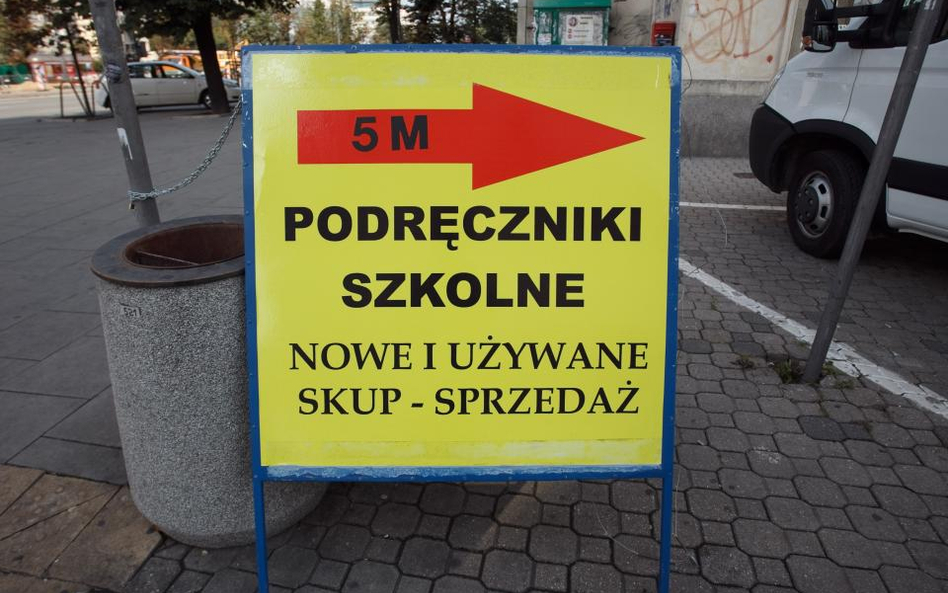 5 M
PODRĘCZNIKI
SZKOLNE
NOWE I UŻYWANE
SKUP - SPRZEDAŻ